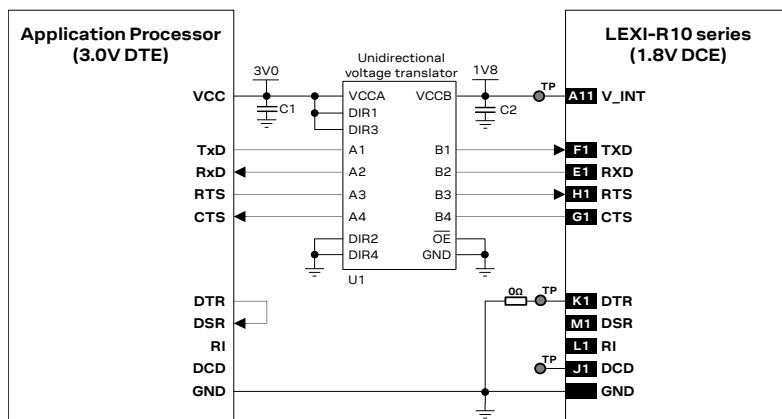 Application Processor
(3.0V DTE)
LEXI-R10 series
(1.8V DCE)
Unidirectional
voltage translator
3V0
1V8
VCC
C1
VCCA
VCCB
C2
TP
A11
V_INT
DIR1
DIR3
TxD
A1
B1
F1
TXD
RxD
A2
B2
E1
RXD
RTS
A3
B3
H1
RTS
CTS
A4
B4
G1
CTS
DIR2
OE
DIR4
GND
U1
0Ω
TP
DTR
K1
DTR
DSR
M1
DSR
RI
L1
RI
TP
DCD
J1
DCD
GND
GND